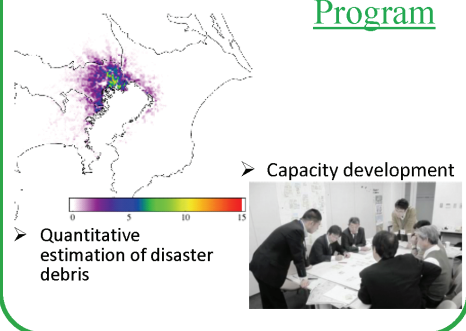 Program
➢ Capacity development
0 5 10 15
➢ Quantitative
estimation of disaster
debris